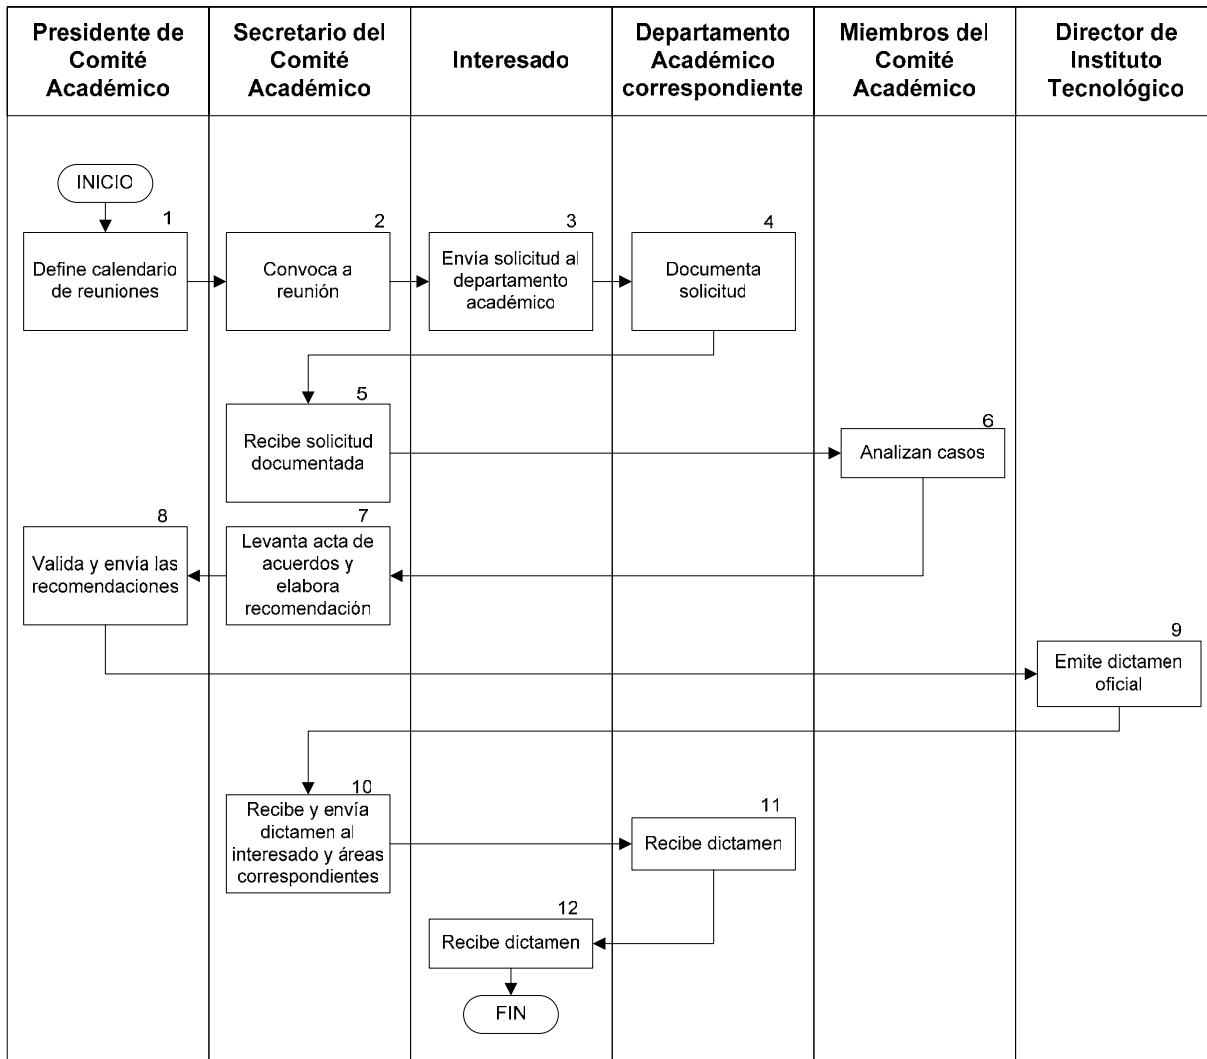 Presidente de
Comité
Académico
Secretario del
Comité
Académico
Interesado
Departamento
Académico
correspondiente
Miembros del
Comité
Académico
Director de
Instituto
Tecnológico
INICIO
1
Define calendario
de reuniones
2
Convoca a
reunión
3
Envía solicitud al
departamento
académico
4
Documenta
solicitud
5
Recibe solicitud
documentada
6
Analizan casos
7
Levanta acta de
acuerdos y
elabora
recomendación
8
Valida y envía las
recomendaciones
9
Emite dictamen
oficial
10
Recibe y envía
dictamen al
interesado y áreas
correspondientes
11
Recibe dictamen
12
Recibe dictamen
FIN